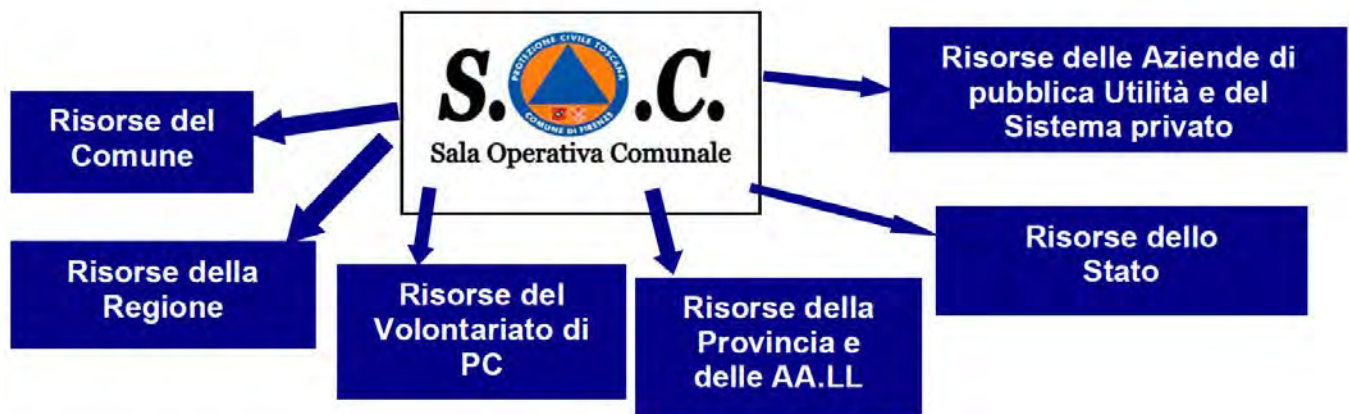 S. O .C.
PROTEZIONE CIVILE TOSCANA
COMUNE DI FIRENZE
Sala Operativa Comunale
Risorse delle Aziende di
pubblica Utilità e del
Sistema privato
Risorse del
Comune
Risorse dello
Stato
Risorse della
Regione
Risorse del
Volontariato di
PC
Risorse della
Provincia e
delle AA.LL